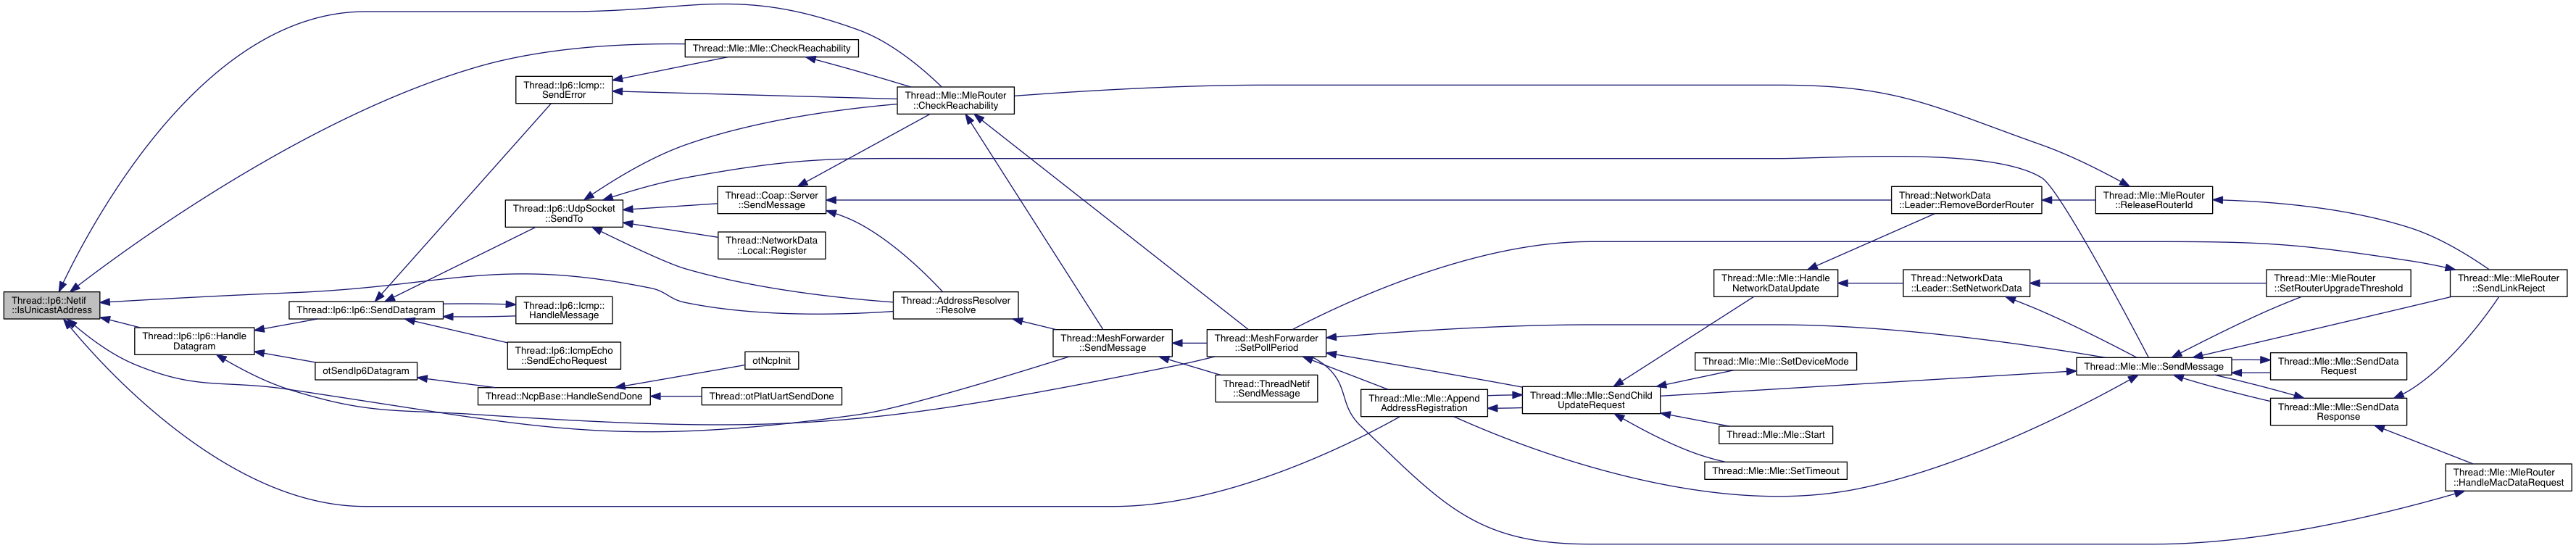 Thread::Ip6::Netif
::IsUnicastAddress
Thread::Ip6::Ip6::Handle
Datagram
Thread::Ip6::Ip6::SendDatagram
otSendIp6Datagram
Thread::Mle::Mle::CheckReachability
Thread::Ip6::Icmp::
SendError
Thread::Ip6::UdpSocket
::SendTo
Thread::Ip6::Icmp::
HandleMessage
Thread::Ip6::IcmpEcho
::SendEchoRequest
Thread::NcpBase::HandleSendDone
Thread::Coap::Server
::SendMessage
Thread::NetworkData
::Local::Register
otNcpInit
Thread::otPlatUartSendDone
Thread::Mle::MleRouter
::CheckReachability
Thread::AddressResolver
::Resolve
Thread::MeshForwarder
::SendMessage
Thread::MeshForwarder
::SetPollPeriod
Thread::ThreadNetif
::SendMessage
Thread::Mle::Mle::Append
AddressRegistration
Thread::Mle::Mle::SendChild
UpdateRequest
Thread::Mle::Mle::Handle
NetworkDataUpdate
Thread::Mle::Mle::SetDeviceMode
Thread::Mle::Mle::Start
Thread::Mle::Mle::SetTimeout
Thread::NetworkData
::Leader::RemoveBorderRouter
Thread::NetworkData
::Leader::SetNetworkData
Thread::Mle::MleRouter
::ReleaseRouterId
Thread::Mle::Mle::SendMessage
Thread::Mle::MleRouter
::SetRouterUpgradeThreshold
Thread::Mle::Mle::SendData
Request
Thread::Mle::Mle::SendData
Response
Thread::Mle::MleRouter
::SendLinkReject
Thread::Mle::MleRouter
::HandleMacDataRequest